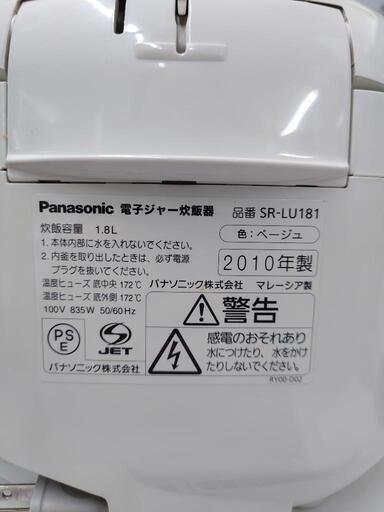 Panasonic 電子ジャー炊飯器 品番 SR-LU181
炊飯容量 1.8L
色：ベージュ
1.本体内部に水を入れないでください。
2.内釜を取り出したときは、必ず電源
プラグを抜いてください。
2010年製
温度ヒューズ 底中央 172℃
パナソニック株式会社 マレーシア製
温度ヒューズ 底外側 172℃
100V 835W 50/60Hz
PS
E
S
JET
パナソニック株式会社
警告
感電のおそれあり
水につけたり、水をかけ
たりしないでください。
RY00-D02